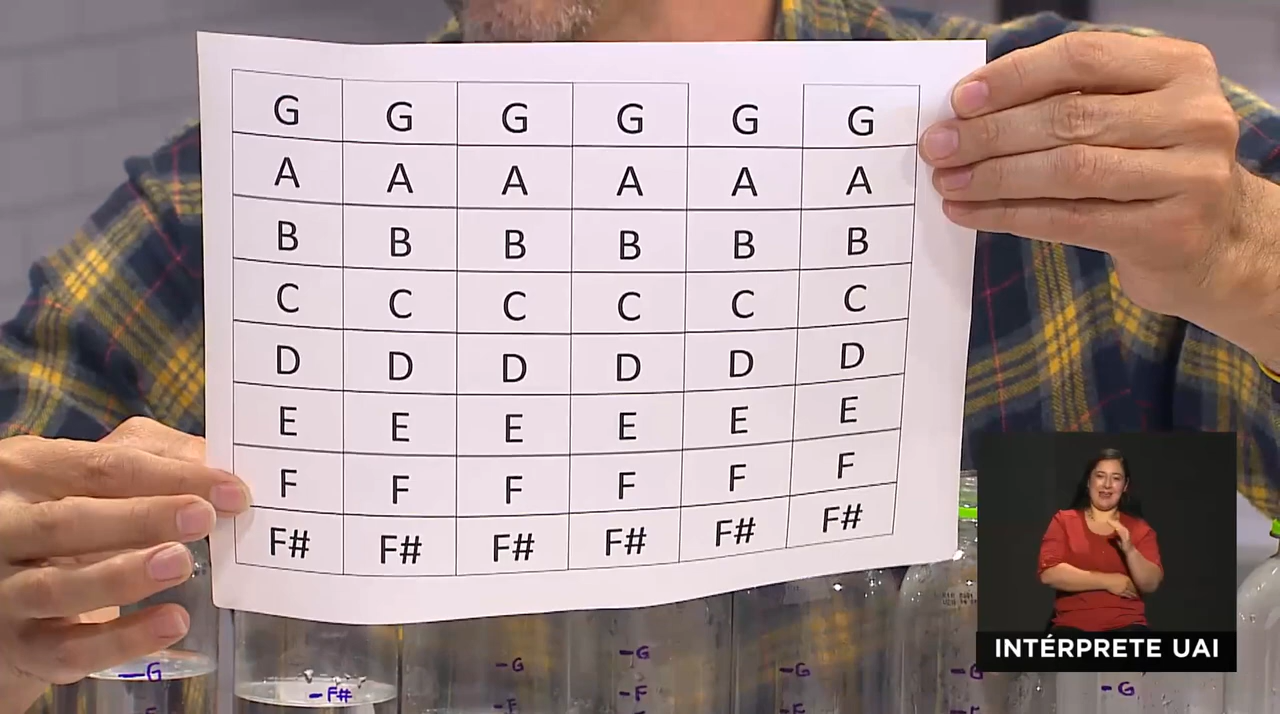 G G G G G G
A A A A A A
B B B B B B
C C C C C C
D D D D D D
E E E E E E
F F F F F F
F# F# F# F# F# F#
-G
-F#
-G
-F
-G
-F
-G
-G
-G
INTÉRPRETE UAI